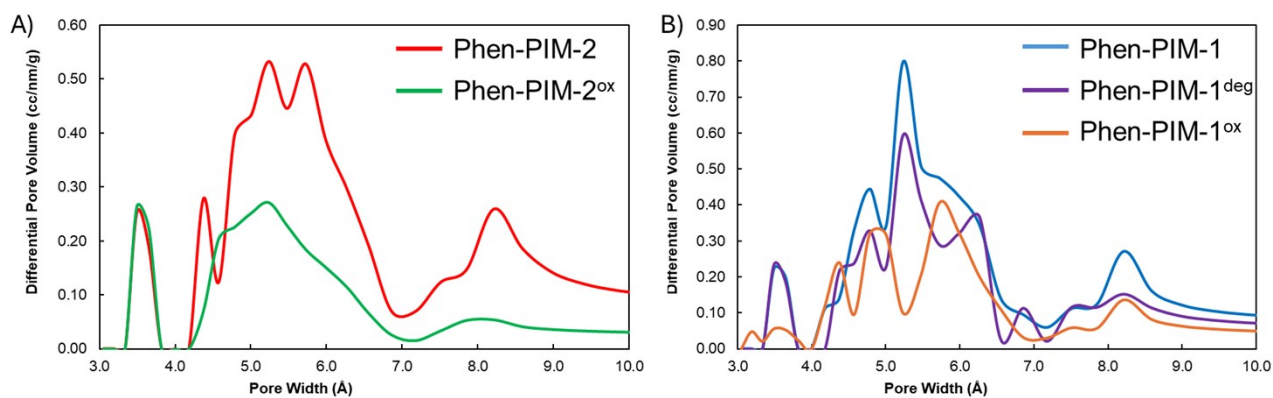 A)
Differential Pore Volume (cc/nm/g)
0.60
0.50
0.40
0.30
0.20
0.10
0.00
3.0 4.0 5.0 6.0 7.0 8.0 9.0 10.0
Pore Width (Å)
Phen-PIM-2
Phen-PIM-2ᵒˣ
B)
Differential Pore Volume (cc/nm/g)
0.90
0.80
0.70
0.60
0.50
0.40
0.30
0.20
0.10
0.00
3.0 4.0 5.0 6.0 7.0 8.0 9.0 10.0
Pore Width (Å)
Phen-PIM-1
Phen-PIM-1ᵈᵉᵍ
Phen-PIM-1ᵒˣ